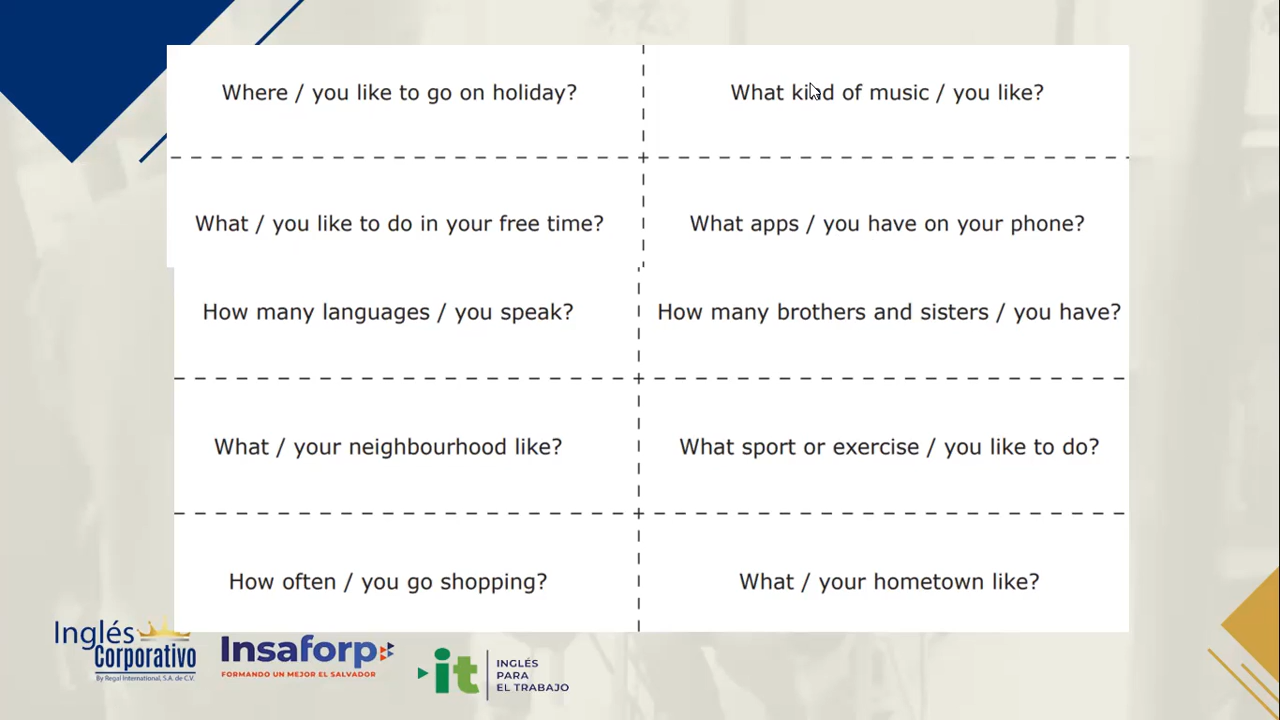 Where / you like to go on holiday?
What kind of music / you like?
What / you like to do in your free time?
What apps / you have on your phone?
How many languages / you speak?
How many brothers and sisters / you have?
What / your neighbourhood like?
What sport or exercise / you like to do?
How often / you go shopping?
What / your hometown like?
Inglés
Corporativo
By Regal International, S.A. de C.V.
Insaforp
FORMANDO UN MEJOR EL SALVADOR
it
INGLÉS
PARA
EL TRABAJO